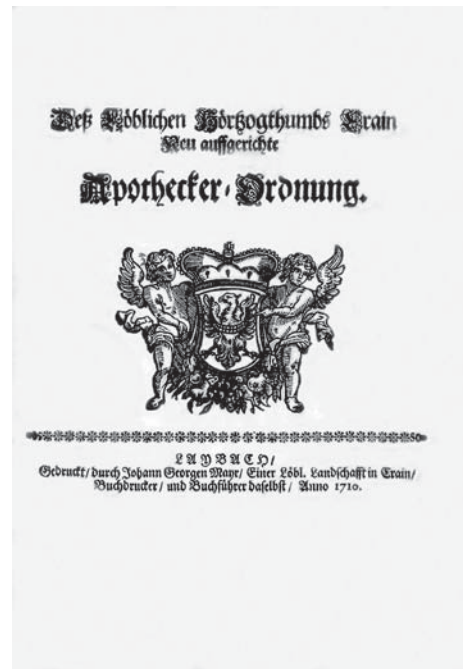 Deß Löblichen Hörtzogthumbs Crain
Neu auffgerichte
Apothecker-Ordnung.
LAYBACH/
Gedruckt/ durch Johann Georgen Mayr/ Einer Löbl. Landschafft in Crain/
Buchdrucker/ und Buchführer daselbst/ Anno 1710.